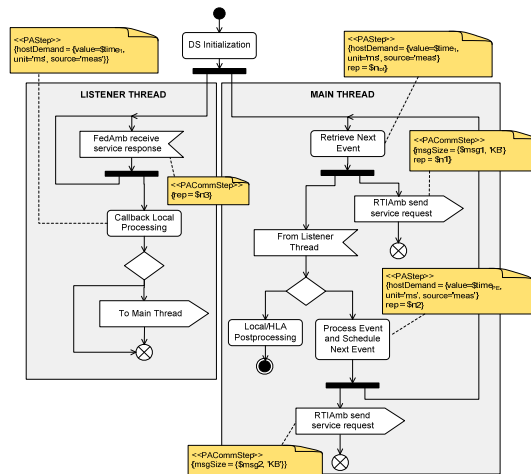 <<PAStep>>
{hostDemand = {value=$time₁,
unit='ms', source='meas'}}
DS Initialization
<<PAStep>>
{hostDemand = {value=$time₁,
unit='ms', source='meas'}
rep = $n
LISTENER THREAD
MAIN THREAD
FedAmb receive
service response
Retrieve Next
Event
<<PACommStep>>
{msgSize = {$msg1, 'KB'}
rep = $n1}
<<PACommStep>>
{rep = $n3}
RTIAmb send
service request
Callback Local
Processing
From Listener
Thread
<<PAStep>>
{hostDemand = {value=$time_PE,
unit='ms', source='meas'}
rep = $n2}
To Main Thread
Local/HLA
Postprocessing
Process Event
and Schedule
Next Event
RTIAmb send
service request
<<PACommStep>>
{msgSize = {$msg2, 'KB'}}